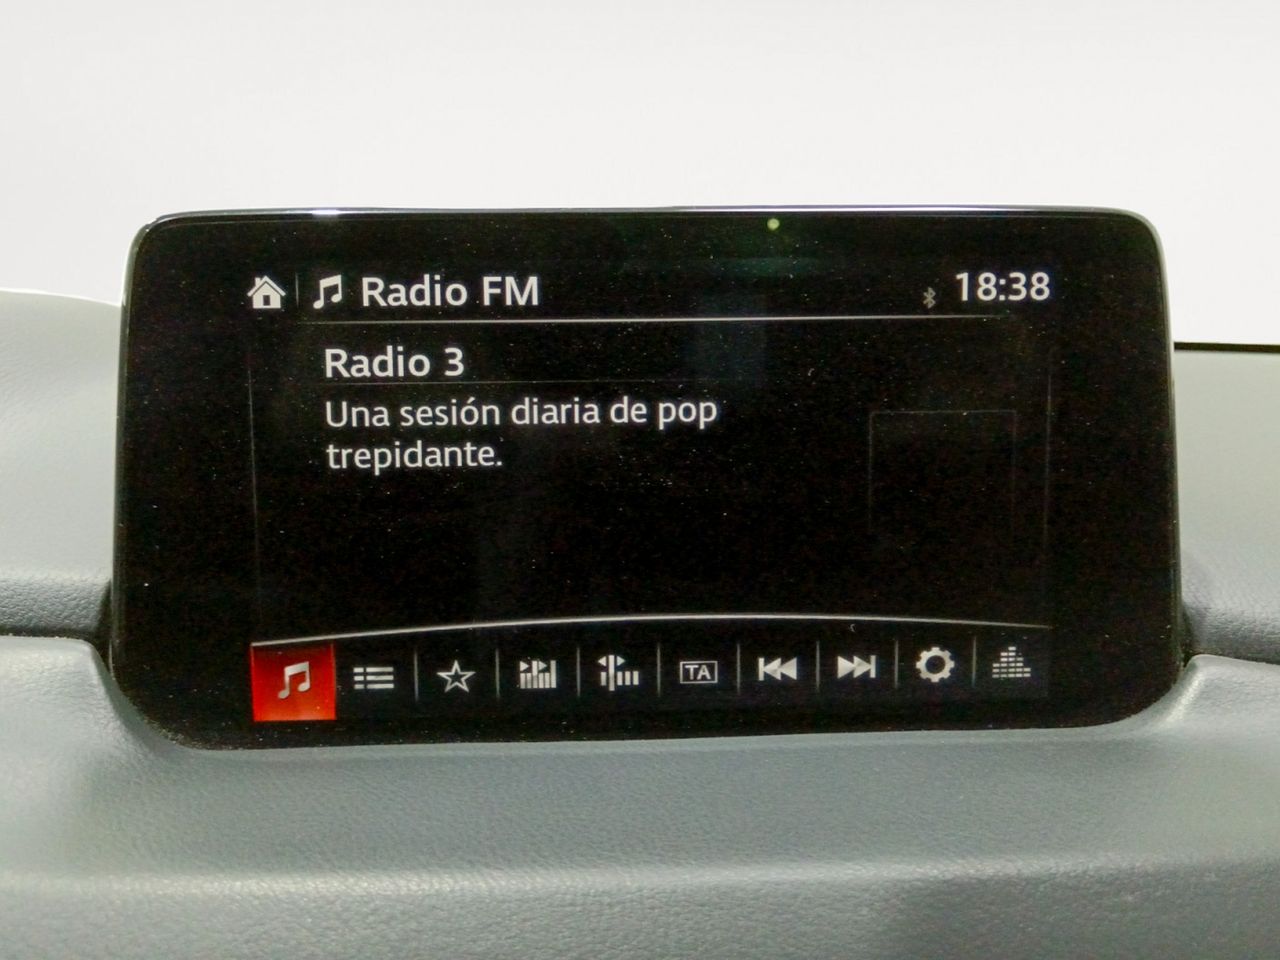 Radio FM
18:38
Radio 3
Una sesión diaria de pop
trepidante.
TA